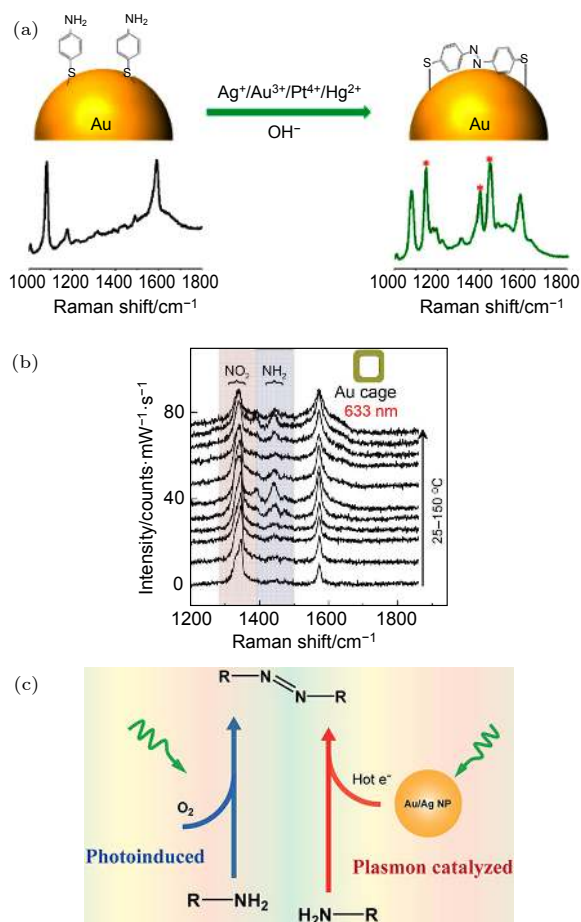 (a)
NH₂
NH₂
S
S
Au
Ag⁺/Au³⁺/Pt⁴⁺/Hg²⁺
OH⁻
S
N
N
S
Au
*
*
*
1000 1200 1400 1600 1800
Raman shift/cm⁻¹
1000 1200 1400 1600 1800
Raman shift/cm⁻¹
(b)
NO₂
NH₂
Au cage
633 nm
80
40
0
Intensity/counts·mW⁻¹·s⁻¹
25–150 °C
1200 1400 1600 1800
Raman shift/cm⁻¹
(c)
R—N=N—R
O₂
Hot e⁻
Au/Ag NP
Photoinduced
Plasmon catalyzed
R—NH₂
H₂N—R